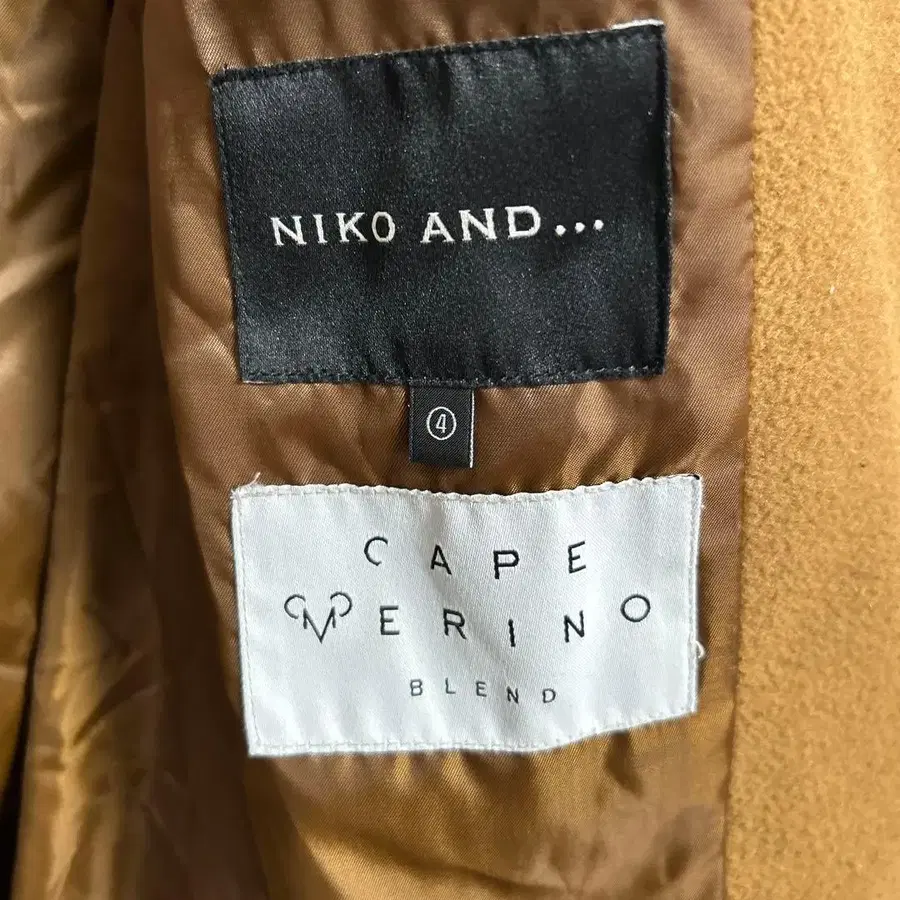 NIKO AND...
④
CAPE
MERINO
BLEND